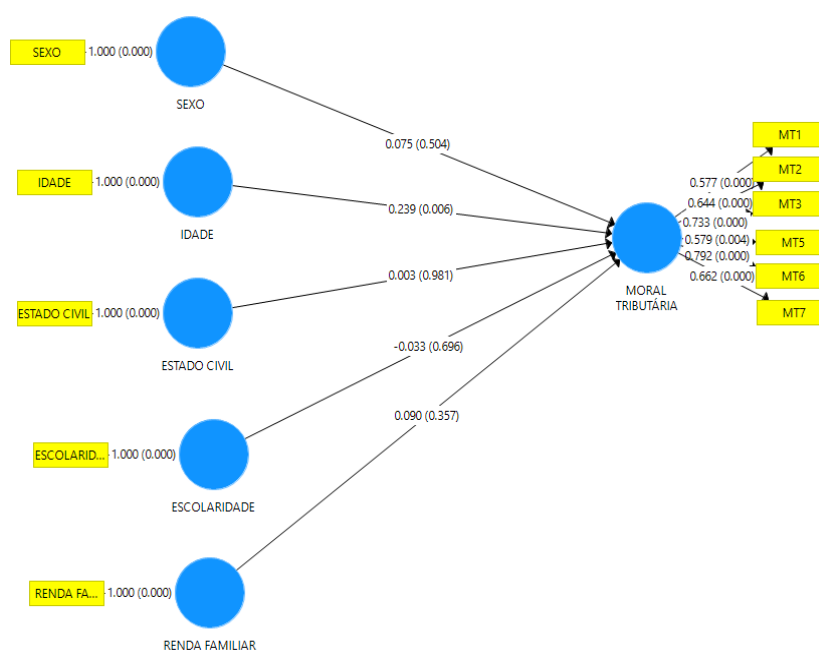 SEXO
1.000 (0.000)
SEXO
0.075 (0.504)
IDADE
1.000 (0.000)
IDADE
0.239 (0.006)
ESTADO CIVIL
1.000 (0.000)
ESTADO CIVIL
0.003 (0.981)
ESCOLARID...
1.000 (0.000)
ESCOLARIDADE
-0.033 (0.696)
RENDA FA...
1.000 (0.000)
RENDA FAMILIAR
0.090 (0.357)
MORAL
TRIBUTÁRIA
0.577 (0.000)
0.644 (0.000)
0.733 (0.000)
0.579 (0.004)
0.792 (0.000)
0.662 (0.000)
MT1
MT2
MT3
MT5
MT6
MT7